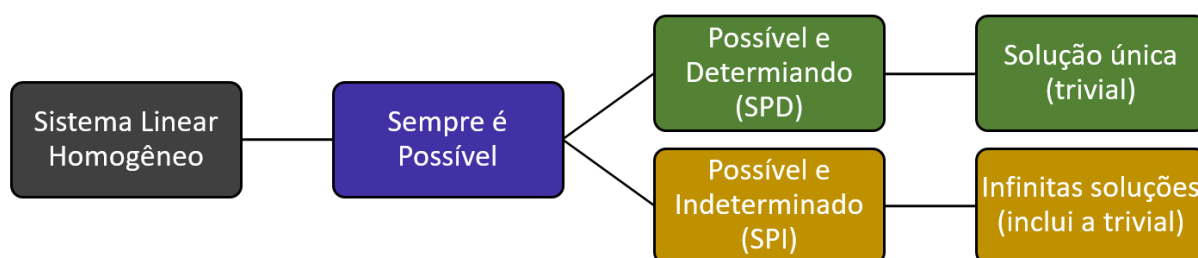 Sistema Linear
Homogêneo
Sempre é
Possível
Possível e
Determiando
(SPD)
Solução única
(trivial)
Possível e
Indeterminado
(SPI)
Infinitas soluções
(inclui a trivial)